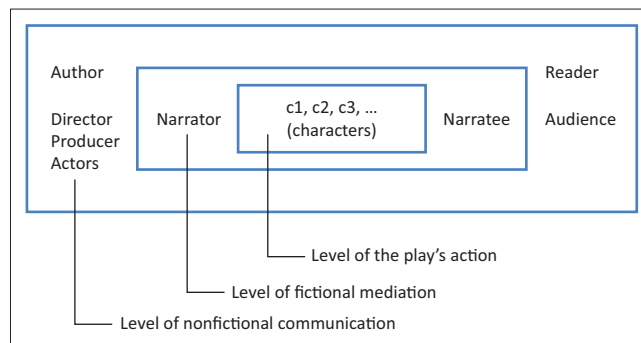 Author
Reader
c1, c2, c3, ...
(characters)
Director
Producer
Actors
Narrator
Narratee
Audience
Level of the play's action
Level of fictional mediation
Level of nonfictional communication